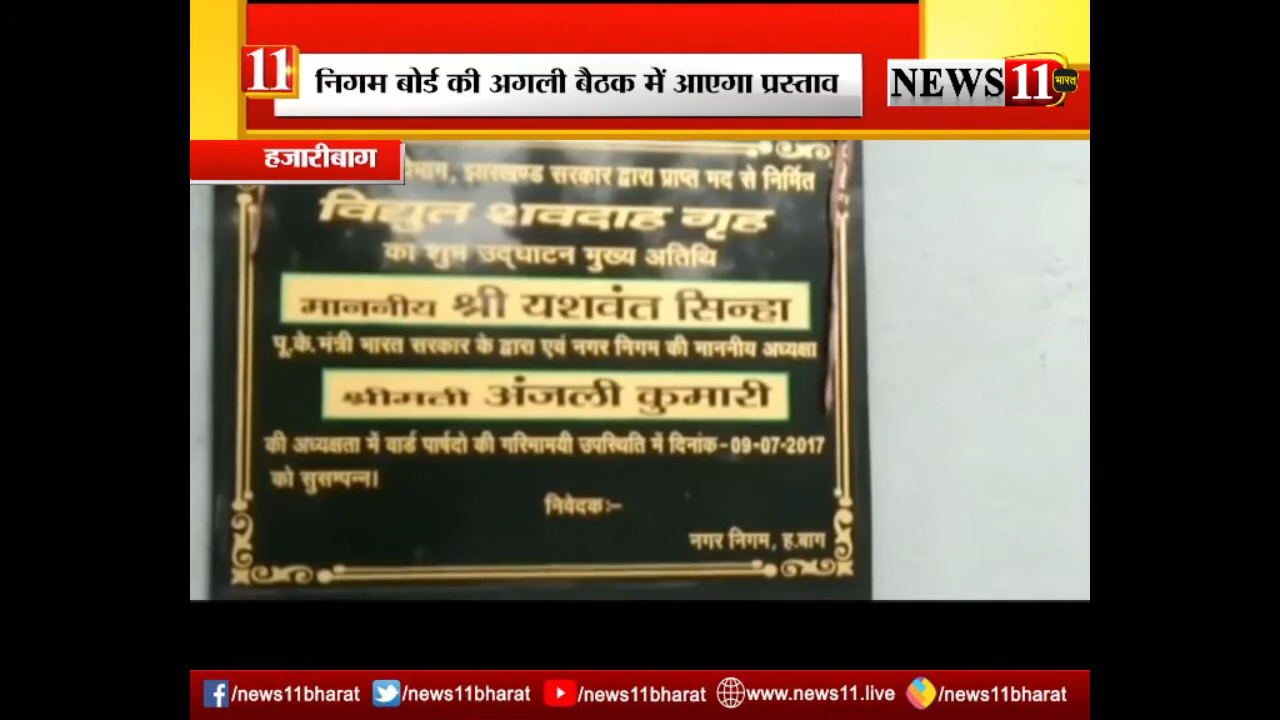 11
निगम बोर्ड की अगली बैठक में आएगा प्रस्ताव
NEWS 11 भारत
हजारीबाग
झारखण्ड सरकार द्वारा प्राप्त मद से निर्मित
विद्युत शवदाह गृह
का शुभ उद्घाटन मुख्य अतिथि
माननीय श्री यशवंत सिन्हा
पू.के. मंत्री भारत सरकार के द्वारा एवं नगर निगम की माननीय अध्यक्षा
श्रीमती अंजली कुमारी
की अध्यक्षता में वार्ड पार्षदो की गरिमामयी उपस्थिति में दिनांक-09-07-2017
को सुसम्पन्न।
निवेदकः-
नगर निगम, ह.बाग
/news11bharat /news11bharat /news11bharat www.news11.live /news11bharat